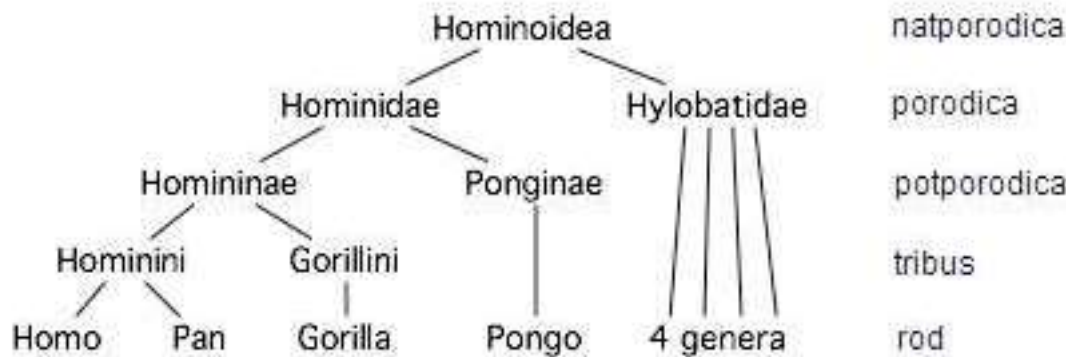 Hominoidea natporodica
Hominidae Hylobatidae porodica
Homininae Ponginae potporodica
Hominini Gorillini tribus
Homo Pan Gorilla Pongo 4 genera rod